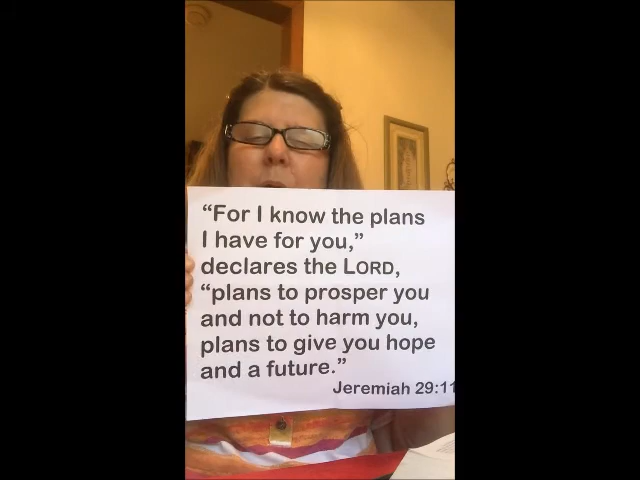 “For I know the plans
I have for you,”
declares the LORD,
“plans to prosper you
and not to harm you,
plans to give you hope
and a future.”
Jeremiah 29:11